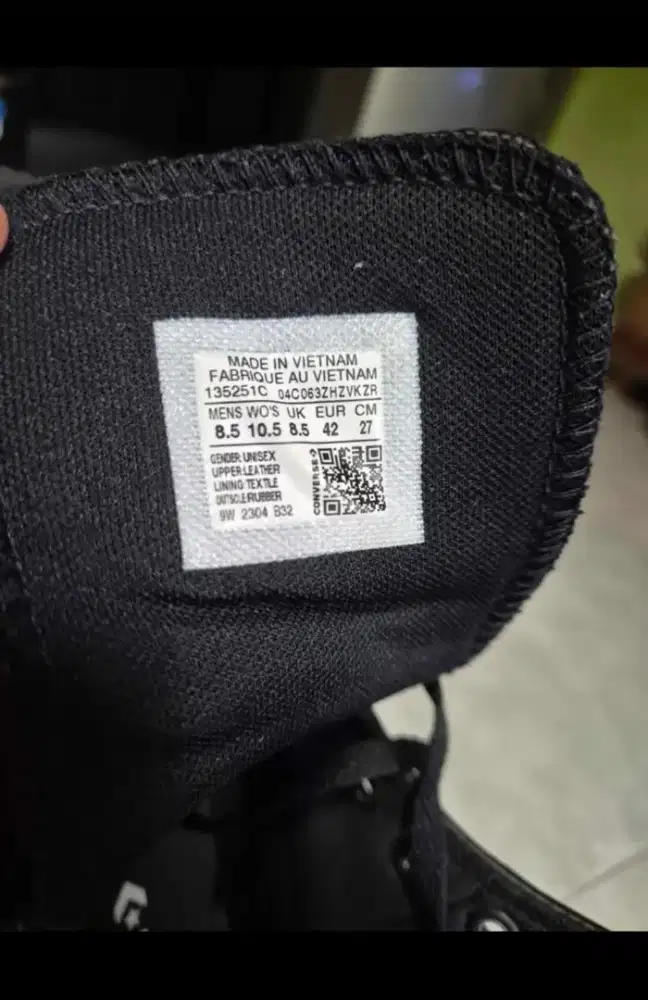 MADE IN VIETNAM
FABRIQUE AU VIETNAM
135251C 04C063ZHZVKZR
MENS WO'S UK EUR CM
8.5 10.5 8.5 42 27
GENDER:UNISEX
UPPER:LEATHER
LINING:TEXTILE
OUTSOLE:RUBBER
9W 2304 B32
CONVERSE